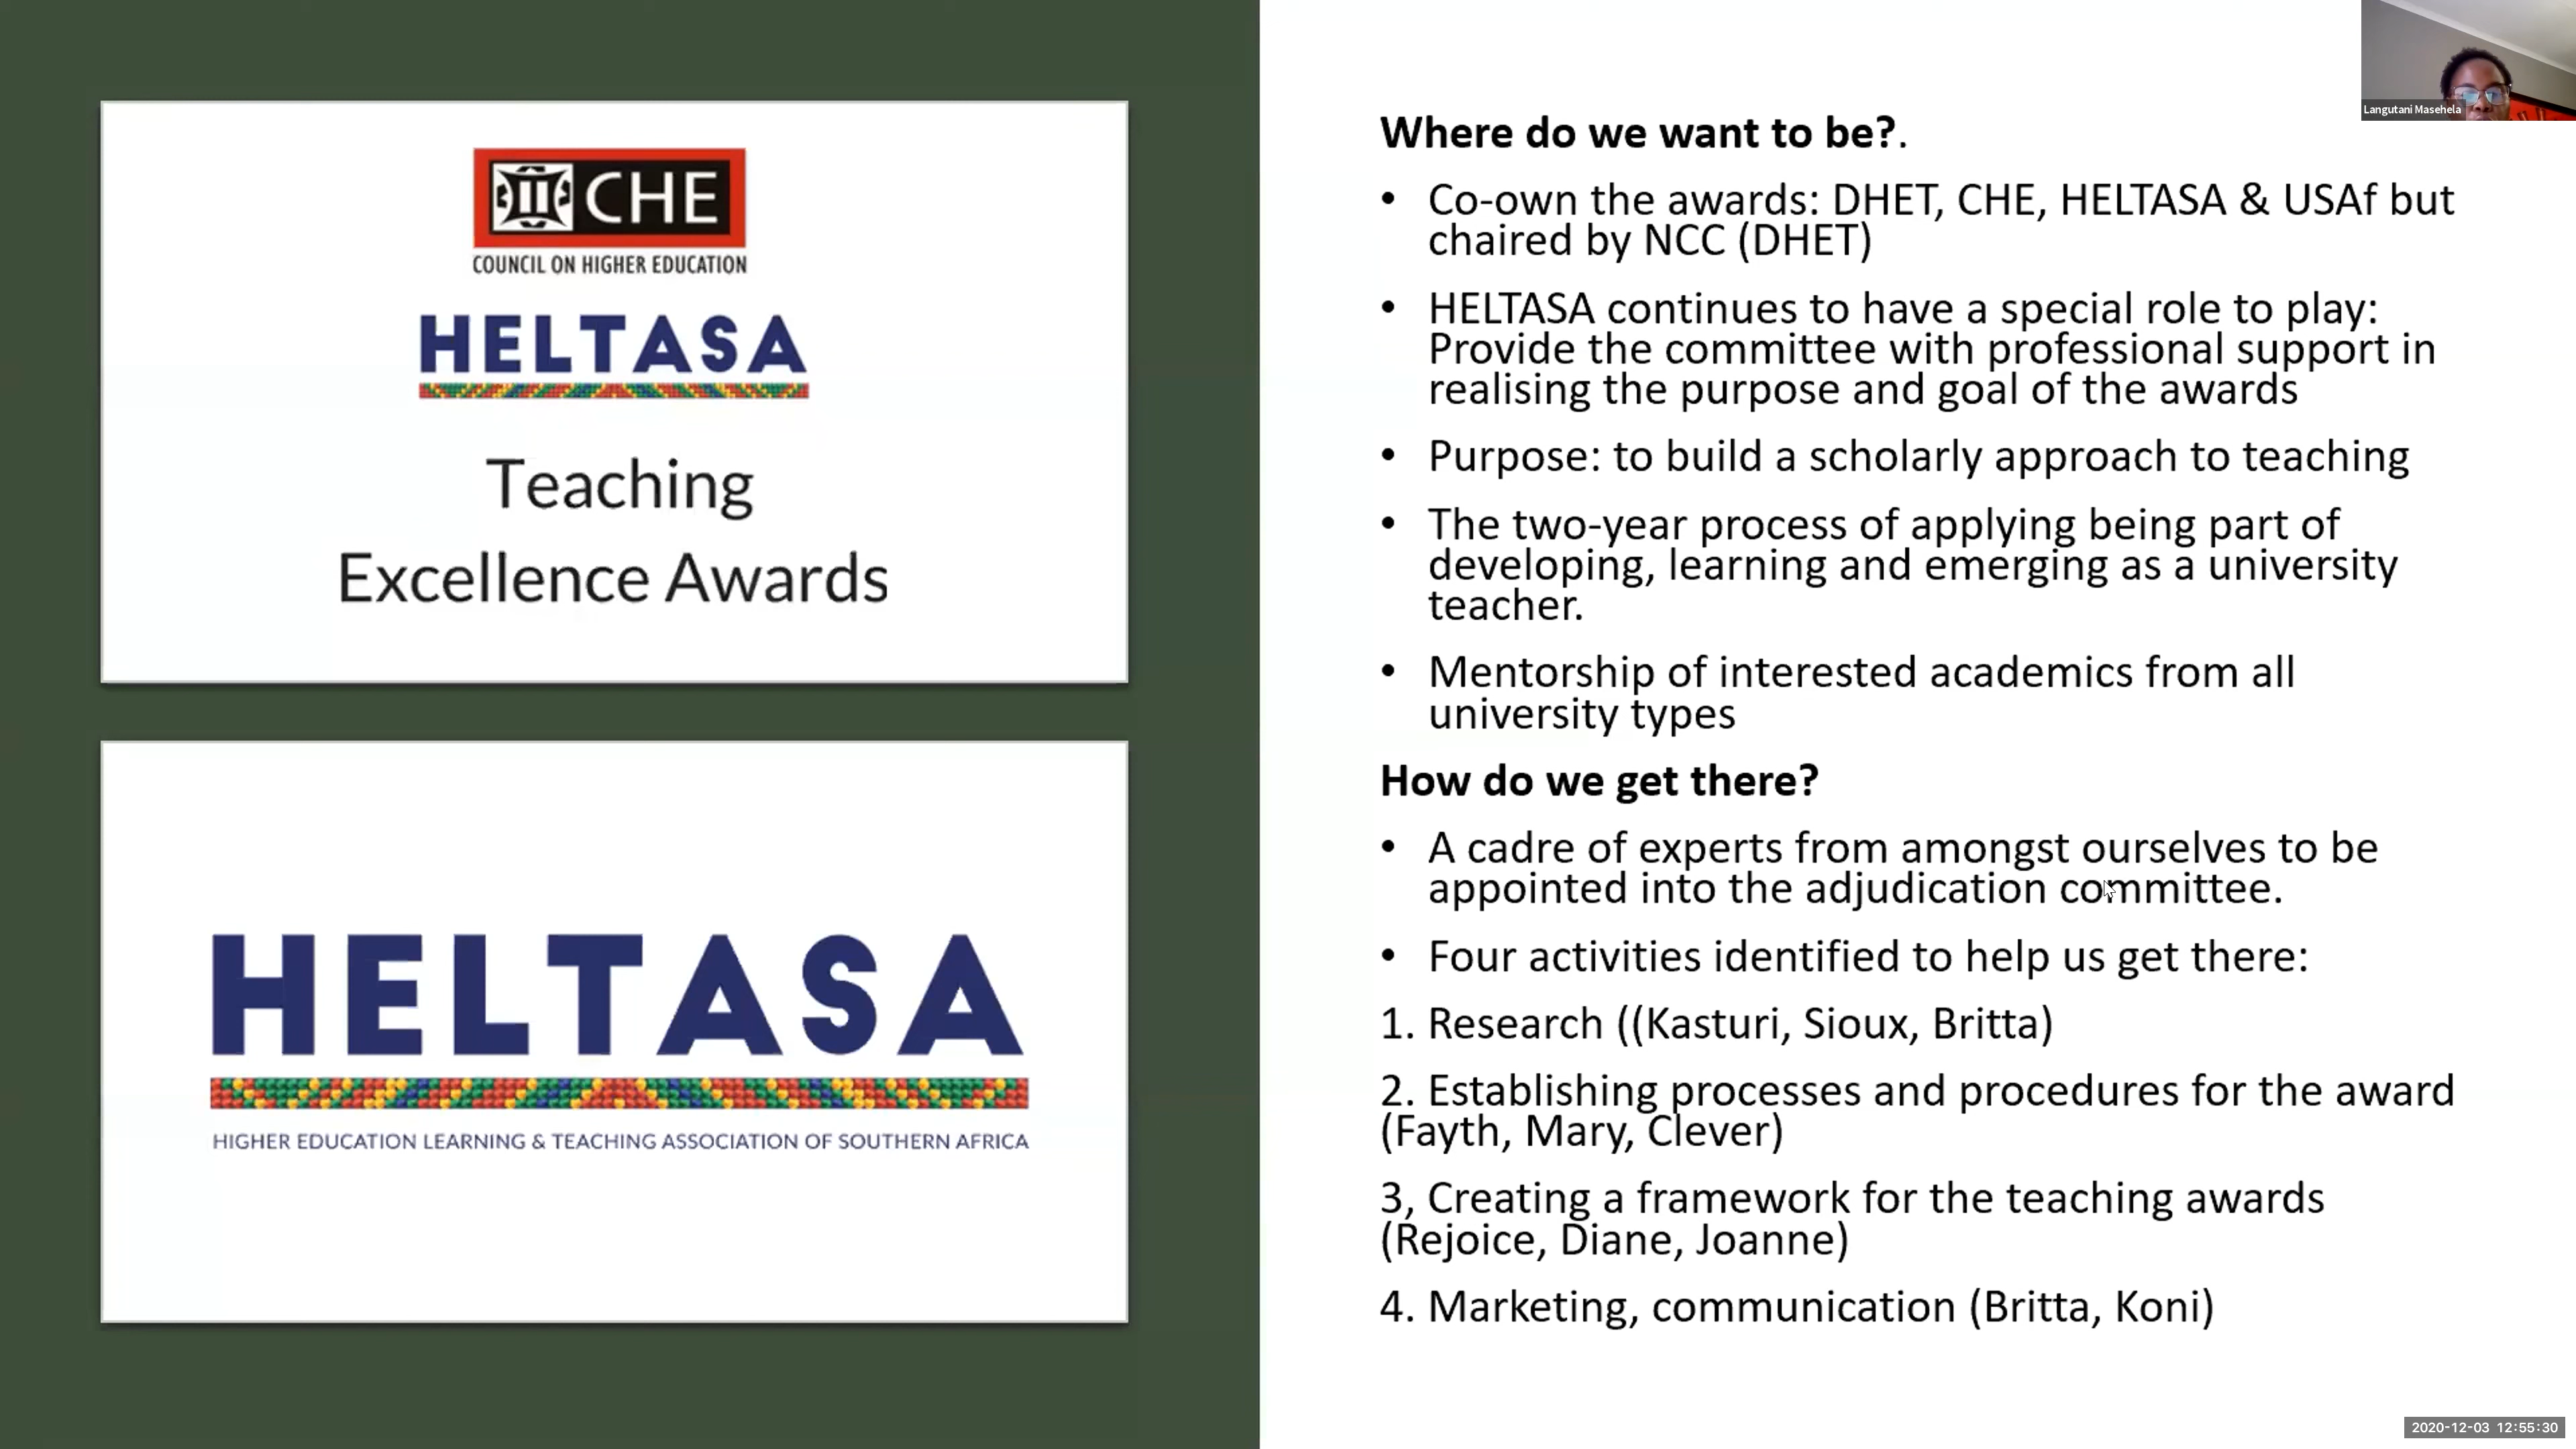 CHE
COUNCIL ON HIGHER EDUCATION
HELTASA
Teaching
Excellence Awards
HELTASA
HIGHER EDUCATION LEARNING & TEACHING ASSOCIATION OF SOUTHERN AFRICA
Langutani Masehela
Where do we want to be?.
• Co-own the awards: DHET, CHE, HELTASA & USAf but
chaired by NCC (DHET)
• HELTASA continues to have a special role to play:
Provide the committee with professional support in
realising the purpose and goal of the awards
• Purpose: to build a scholarly approach to teaching
• The two-year process of applying being part of
developing, learning and emerging as a university
teacher.
• Mentorship of interested academics from all
university types
How do we get there?
• A cadre of experts from amongst ourselves to be
appointed into the adjudication committee.
• Four activities identified to help us get there:
1. Research ((Kasturi, Sioux, Britta)
2. Establishing processes and procedures for the award
(Fayth, Mary, Clever)
3, Creating a framework for the teaching awards
(Rejoice, Diane, Joanne)
4. Marketing, communication (Britta, Koni)
2020-12-03 12:55:30